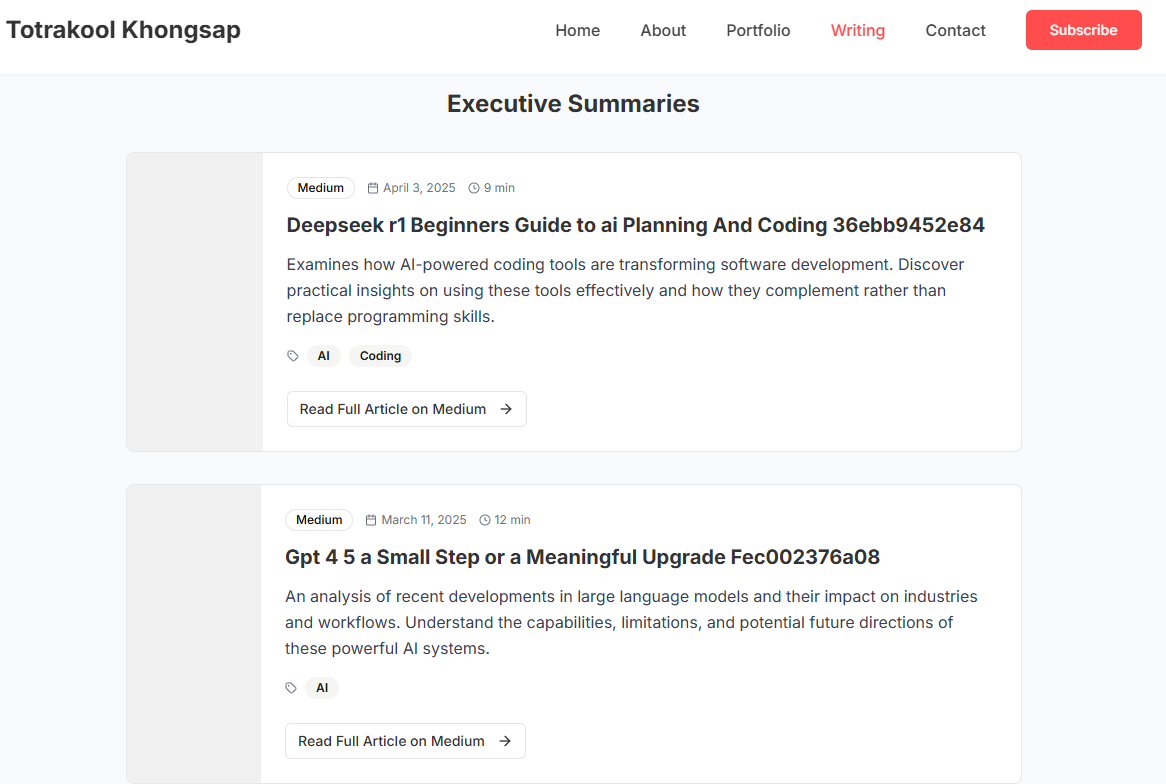 Totrakool Khongsap
Home
About
Portfolio
Writing
Contact
Subscribe
Executive Summaries
Medium
April 3, 2025
9 min
Deepseek r1 Beginners Guide to ai Planning And Coding 36ebb9452e84
Examines how AI-powered coding tools are transforming software development. Discover
practical insights on using these tools effectively and how they complement rather than
replace programming skills.
AI
Coding
Read Full Article on Medium
Medium
March 11, 2025
12 min
Gpt 4 5 a Small Step or a Meaningful Upgrade Fec002376a08
An analysis of recent developments in large language models and their impact on industries
and workflows. Understand the capabilities, limitations, and potential future directions of
these powerful AI systems.
AI
Read Full Article on Medium